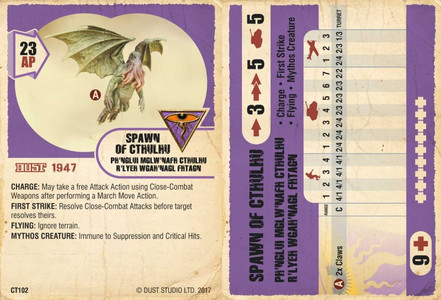 23
AP
A
SPAWN
OF CTHULHU
PH'NGLUI MGLW'NAFH CTHULHU
R'LYEH WGAH'NAGL FHTAGN
DUST 1947
CHARGE: May take a free Attack Action using Close-Combat
Weapons after performing a March Move Action.
FIRST STRIKE: Resolve Close-Combat Attacks before target
resolves theirs.
FLYING: Ignore terrain.
MYTHOS CREATURE: Immune to Suppression and Critical Hits.
CT102
© DUST STUDIO LTD. 2017
SPAWN OF CTHULHU
PH'NGLUI MGLW'NAFH CTHULHU
R'LYEH WGAH'NAGL FHTAGN
3 5 5
• Charge • First Strike
• Flying • Mythos Creature
RANGE 1 2 3 4 1 2 3 4 5 6 7 1 2 3 TURRET
A 2x Claws C 4/1 4/1 4/1 2/4 2/4 2/4 2/4 2/3 2/3 2/2 2/4 2/3 1/3
9